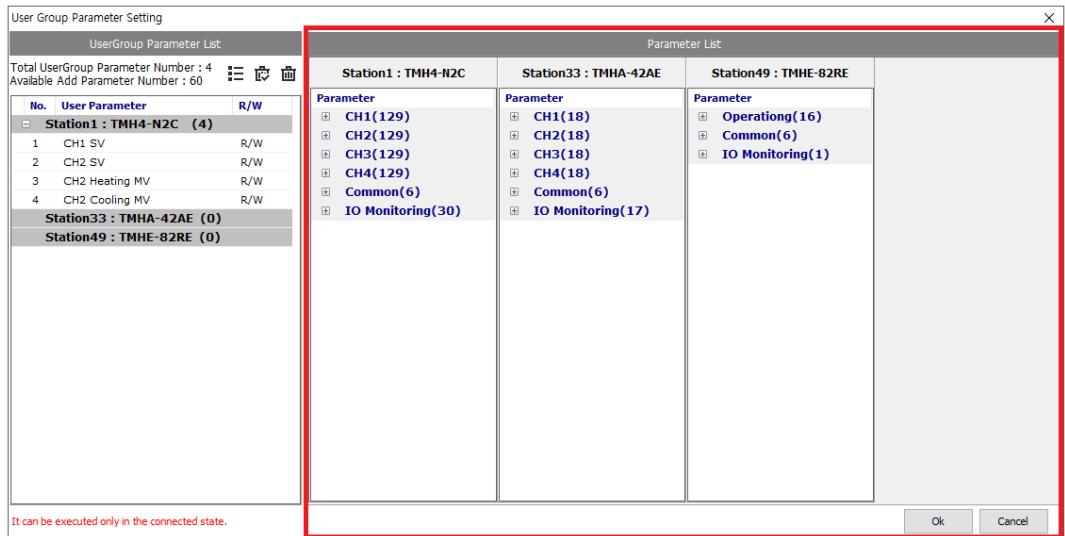 User Group Parameter Setting
UserGroup Parameter List
Total UserGroup Parameter Number : 4
Available Add Parameter Number : 60
No. User Parameter R/W
Station1 : TMH4-N2C (4)
1 CH1 SV R/W
2 CH2 SV R/W
3 CH2 Heating MV R/W
4 CH2 Cooling MV R/W
Station33 : TMHA-42AE (0)
Station49 : TMHE-82RE (0)
It can be executed only in the connected state.
Parameter List
Station1 : TMH4-N2C
Parameter
CH1(129)
CH2(129)
CH3(129)
CH4(129)
Common(6)
IO Monitoring(30)
Station33 : TMHA-42AE
Parameter
CH1(18)
CH2(18)
CH3(18)
CH4(18)
Common(6)
IO Monitoring(17)
Station49 : TMHE-82RE
Parameter
Operationg(16)
Common(6)
IO Monitoring(1)
Ok Cancel